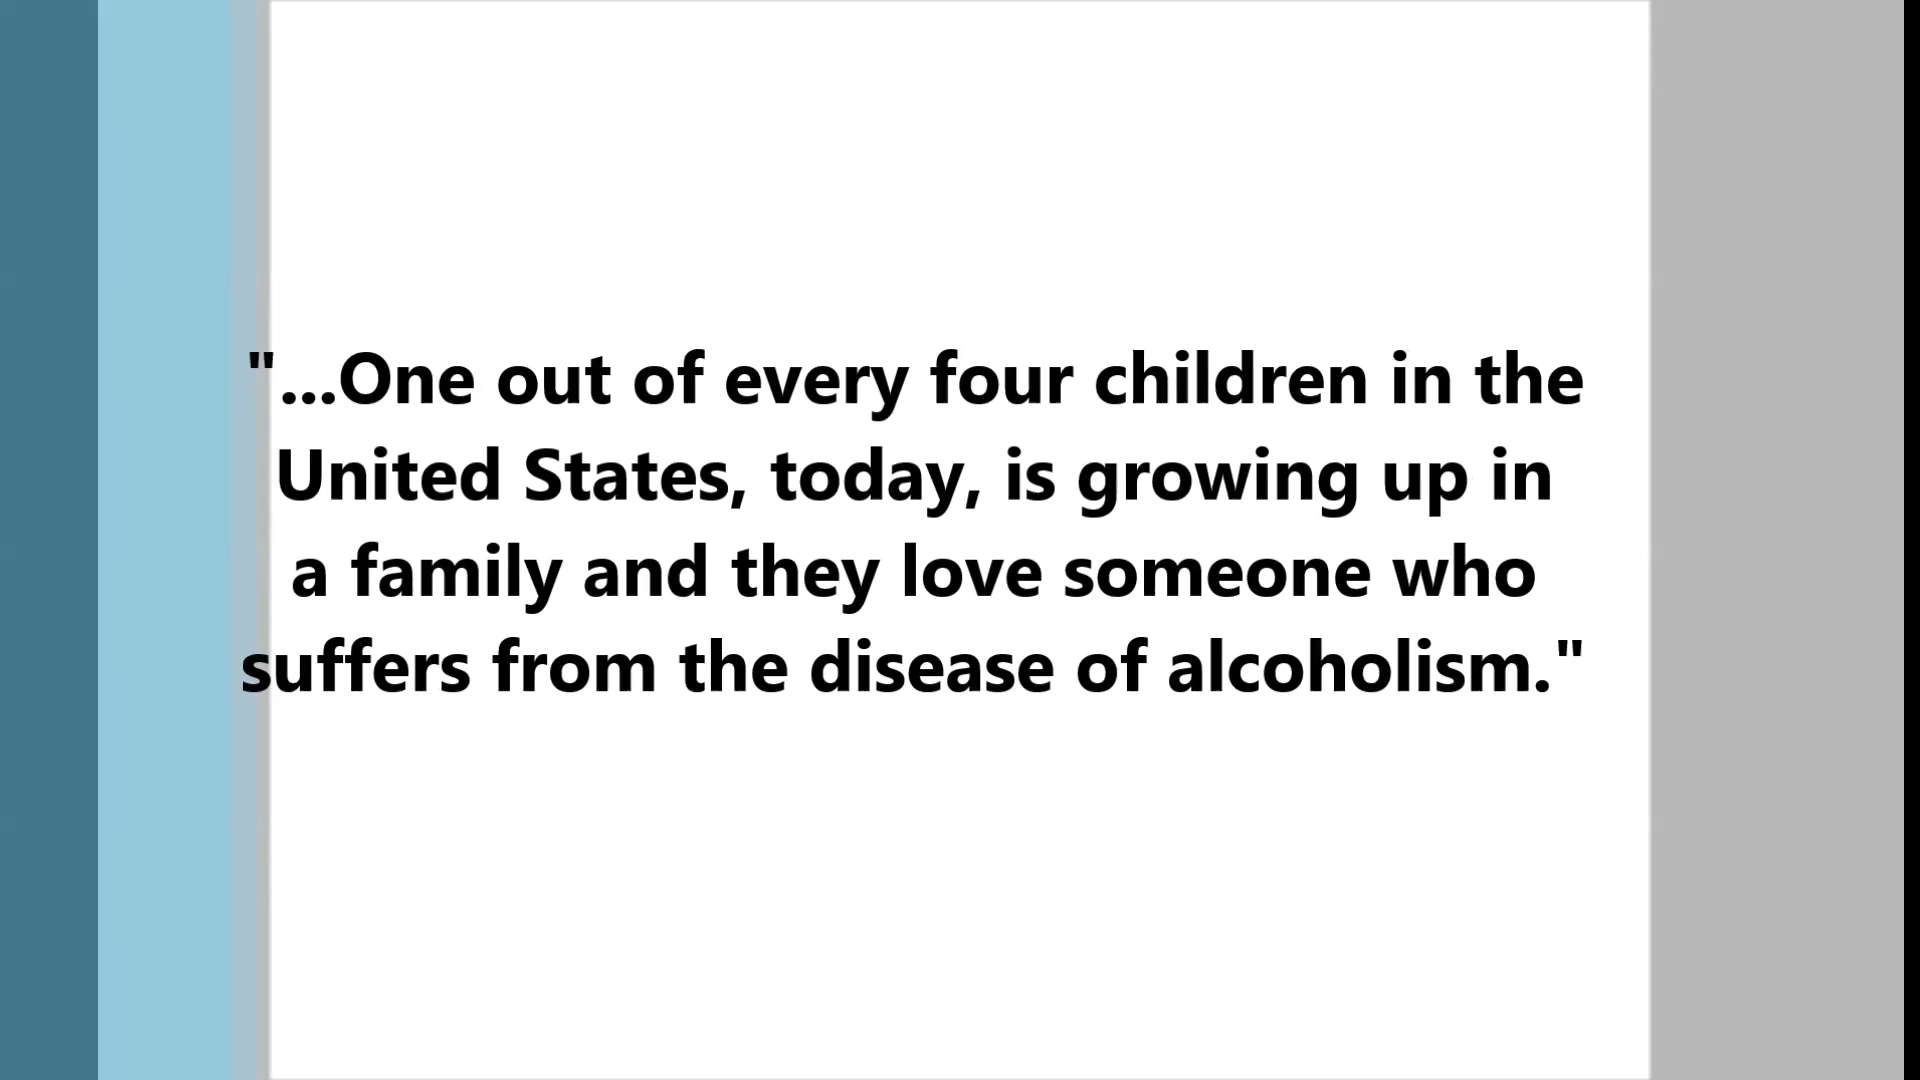 "...One out of every four children in the
United States, today, is growing up in
a family and they love someone who
suffers from the disease of alcoholism."